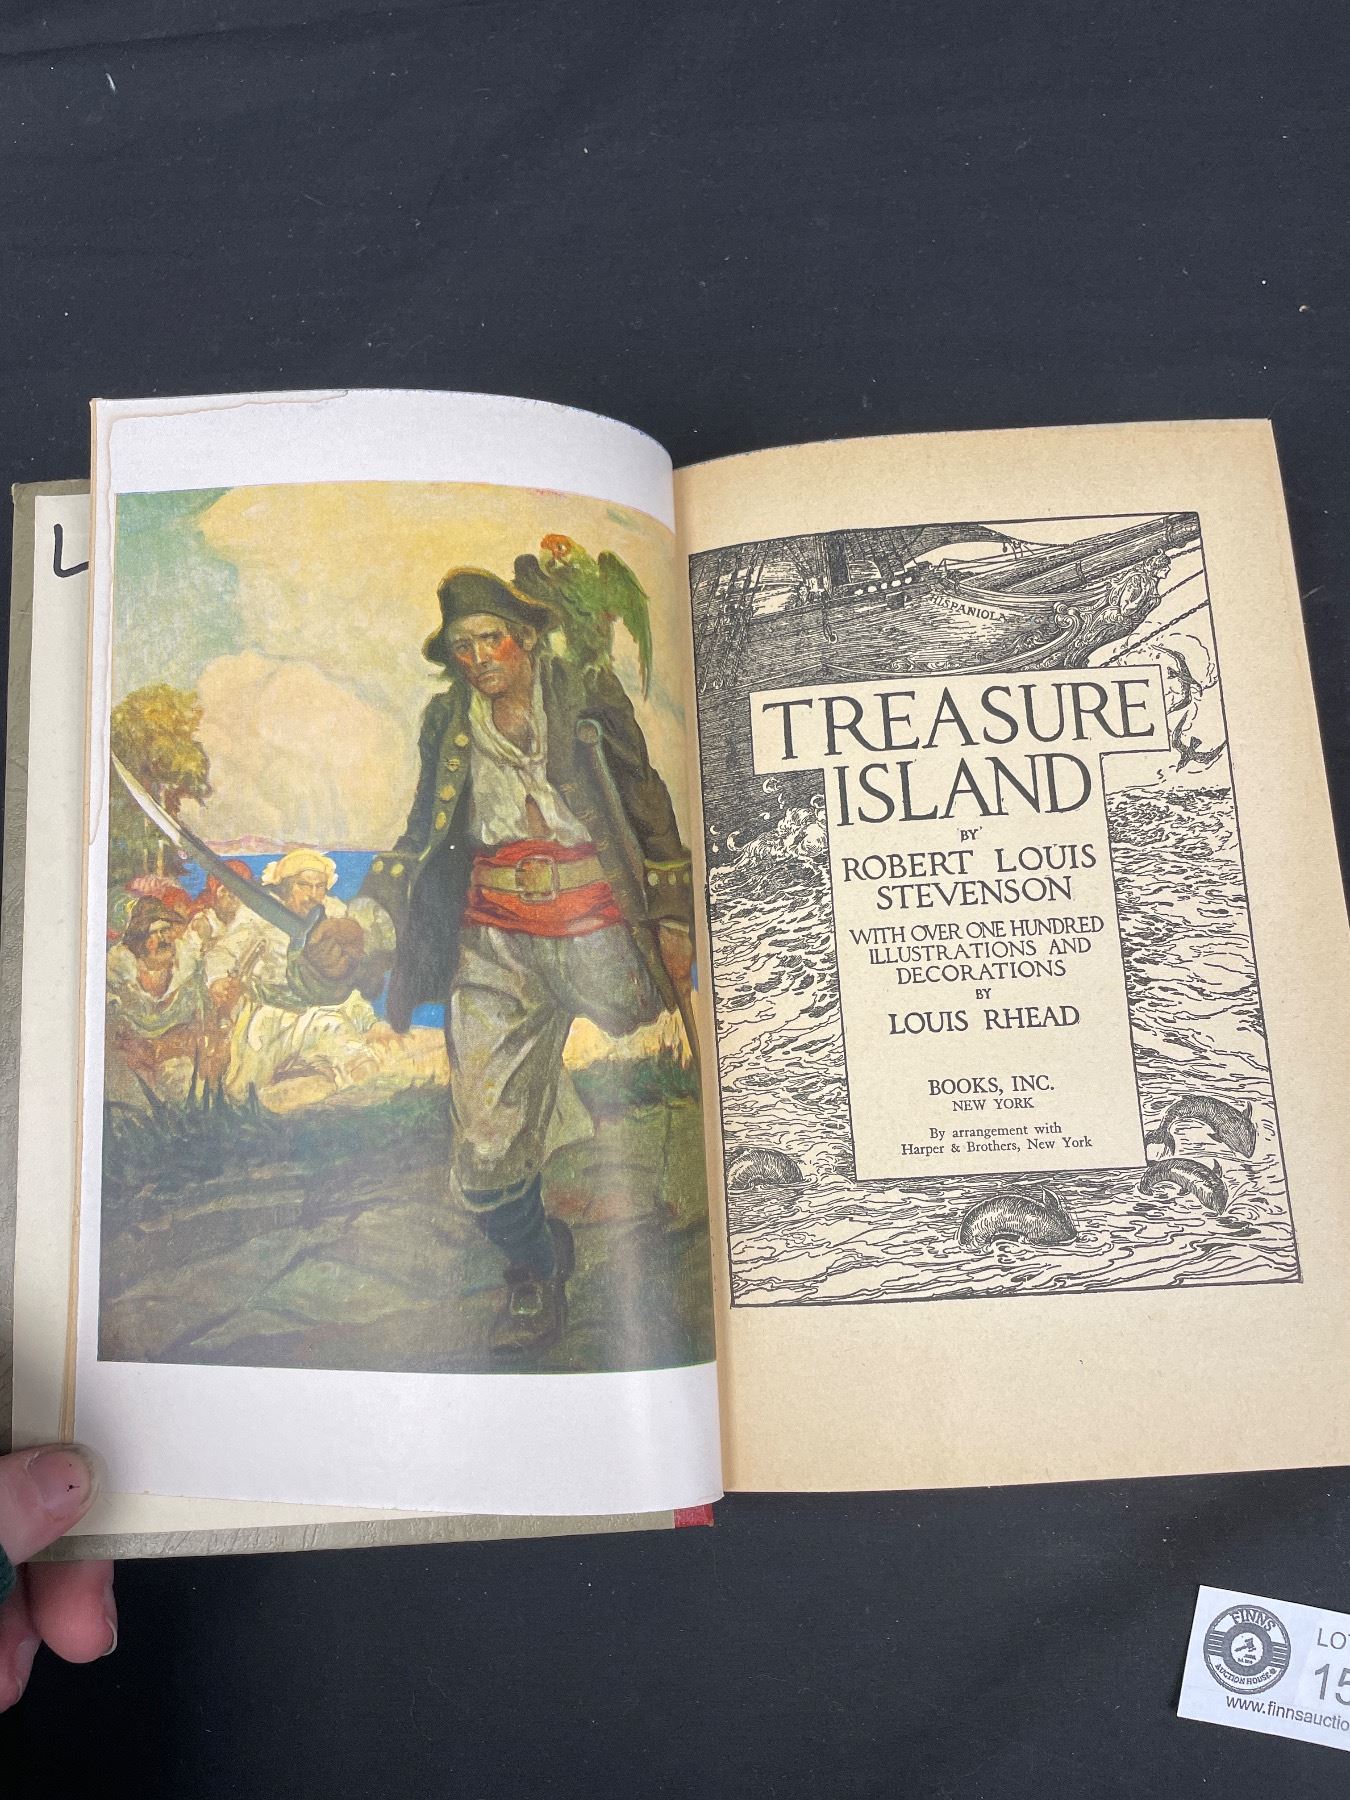 L
HISPANIOLA
TREASURE
ISLAND
BY
ROBERT LOUIS
STEVENSON
WITH OVER ONE HUNDRED
ILLUSTRATIONS AND
DECORATIONS
BY
LOUIS RHEAD
BOOKS, INC.
NEW YORK
By arrangement with
Harper & Brothers, New York
FINNS
AUCTION HOUSE
LOT
15
www.finnsauctio